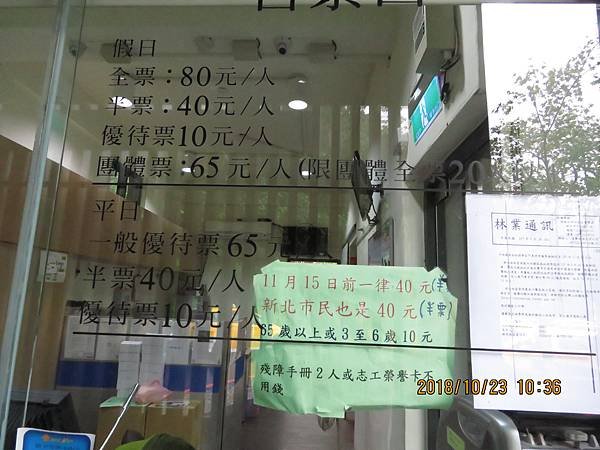 售票口
假日
全票：80元/人
半票：40元/人
優待票10元/人
團體票：65元/人(限團體全票20
平日
一般優待票65元
半票40元/人
優待票10元/人
11月15日前一律40元(半
新北市民也是40元(半票)
65歲以上或3至6歲10元
殘障手冊2人或志工榮譽卡不
用錢
林業通訊
2018/10/23 10:36